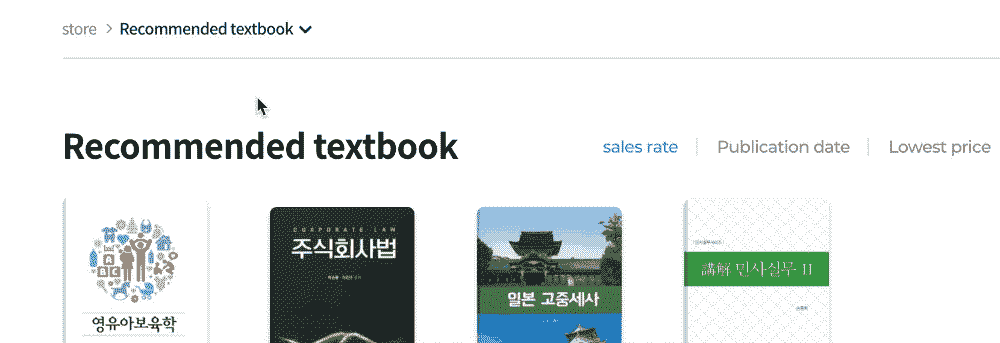 store > Recommended textbook
Recommended textbook
sales rate | Publication date | Lowest price
영유아보육학
CORPORATE LAW
주식회사법
일본 고중세사
講解 민사실무 II